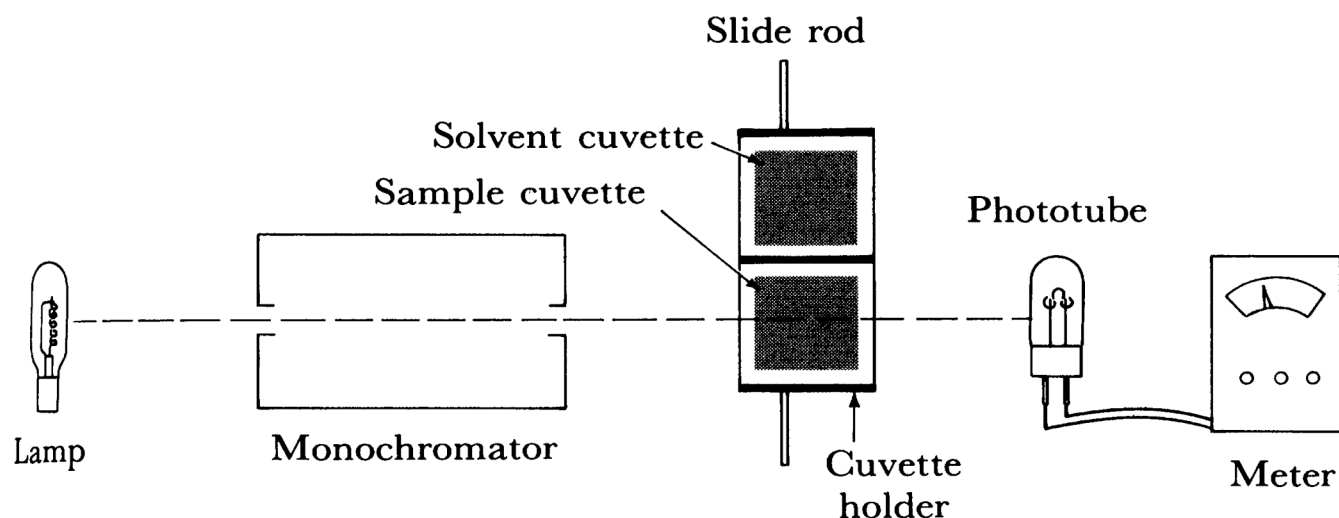 Slide rod
Solvent cuvette
Sample cuvette
Phototube
Lamp
Monochromator
Cuvette
holder
Meter